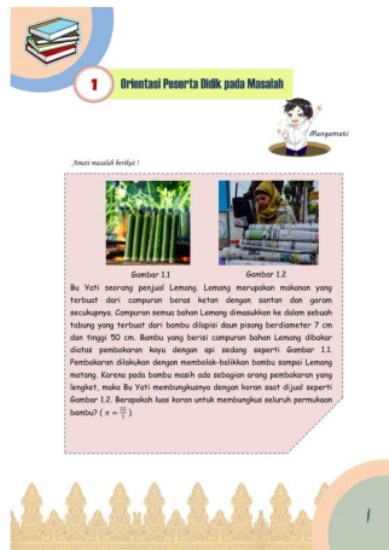 1
Orientasi Peserta Didik pada Masalah
Mengamati
Amati masalah berikut !
Gambar 1.1
Gambar 1.2
Bu Yati seorang penjual Lemang. Lemang merupakan makanan yang
terbuat dari campuran beras ketan dengan santan dan garam
secukupnya. Campuran semua bahan Lemang dimasukkan ke dalam sebuah
tabung yang terbuat dari bambu dilapisi daun pisang berdiameter 7 cm
dan tinggi 50 cm. Bambu yang berisi campuran bahan Lemang dibakar
diatas pembakaran kayu dengan api sedang seperti Gambar 1.1.
Pembakaran dilakukan dengan membolak-balikkan bambu sampai Lemang
matang. Karena pada bambu masih ada sebagian arang pembakaran yang
lengket, maka Bu Yati membungkusnya dengan koran saat dijual seperti
Gambar 1.2. Berapakah luas koran untuk membungkus seluruh permukaan
bambu? ( π = 22/7 )
1